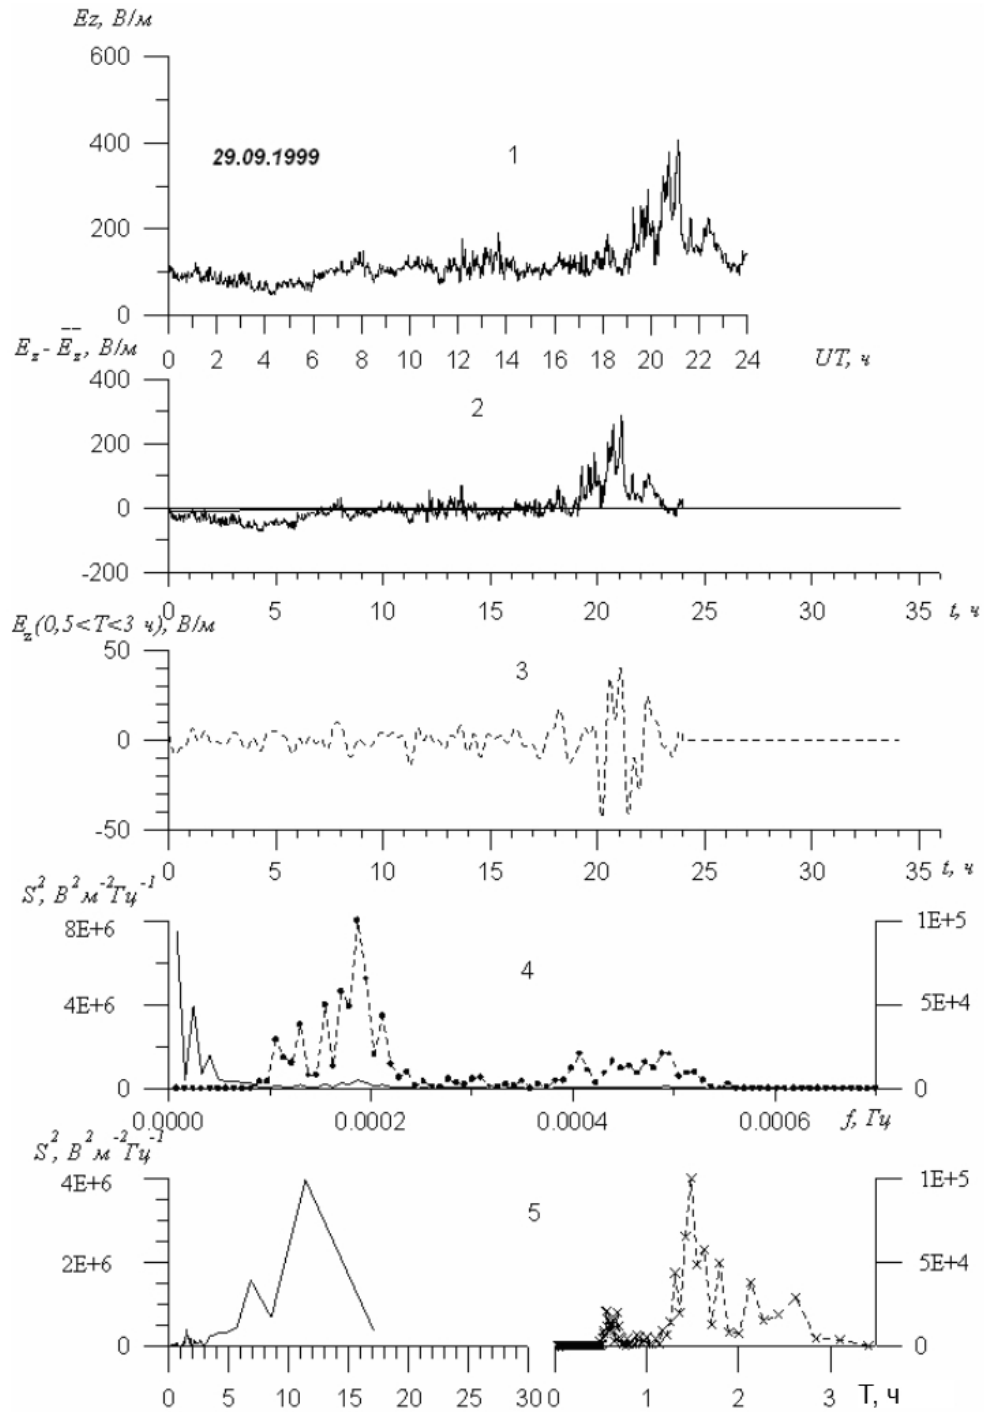 Ez, В/м
600
400
200
0
29.09.1999
1
0 2 4 6 8 10 12 14 16 18 20 22 24 UT, ч
E_z - E̅_z, В/м
400
200
0
-200
2
0 5 10 15 20 25 30 35 t, ч
E_z(0,5<T<3 ч), В/м
50
0
-50
3
0 5 10 15 20 25 30 35 t, ч
S², В² м⁻²Гц⁻¹
8E+6
4E+6
0
4
1E+5
5E+4
0
0.0000 0.0002 0.0004 0.0006 f, Гц
S², В² м⁻²Гц⁻¹
4E+6
2E+6
0
5
1E+5
5E+4
0
0 5 10 15 20 25 30 0 1 2 3 T, ч